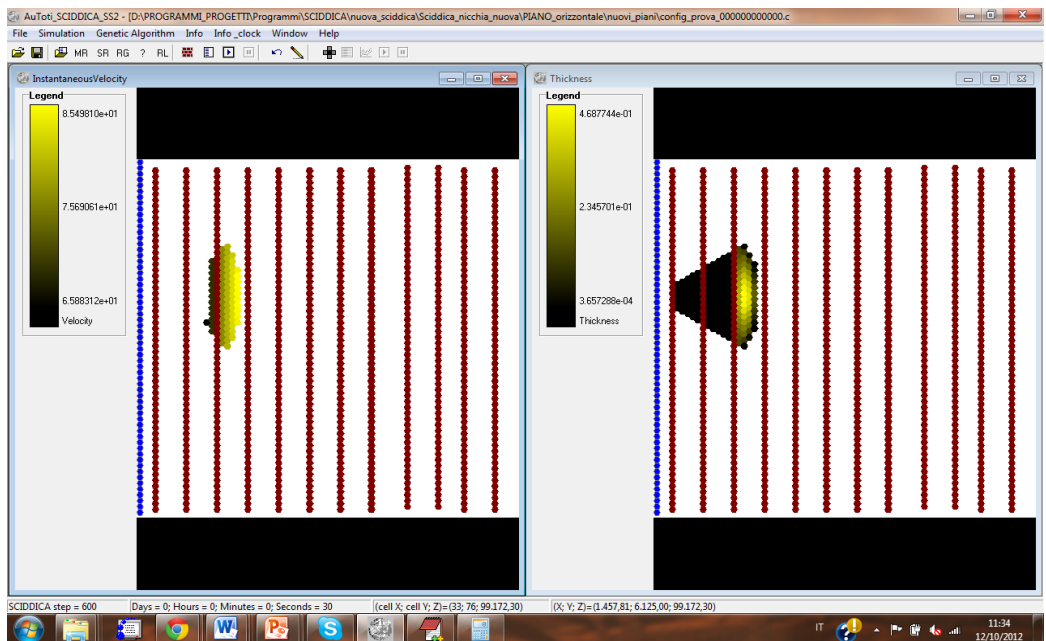 AuToti_SCIDDICA_SS2 - [D:\PROGRAMMI_PROGETTI\Programmi\SCIDDICA\nuova_sciddica\Sciddica_nicchia_nuova\PIANO_orizzontale\nuovi_piani\config_prova_000000000000.c
File Simulation Genetic Algorithm Info Info_clock Window Help
MR SR RG ? RL
InstantaneousVelocity
Legend
8.549810e+01
7.569061e+01
6.588312e+01
Velocity
Thickness
Legend
4.687744e-01
2.345701e-01
3.657288e-04
Thickness
SCIDDICA step = 600 Days = 0; Hours = 0; Minutes = 0; Seconds = 30 (cell X; cell Y; Z)=(33; 76; 99.172,30) (X; Y; Z)=(1.457,81; 6.125,00; 99.172,30)
IT
11:34
12/10/2012